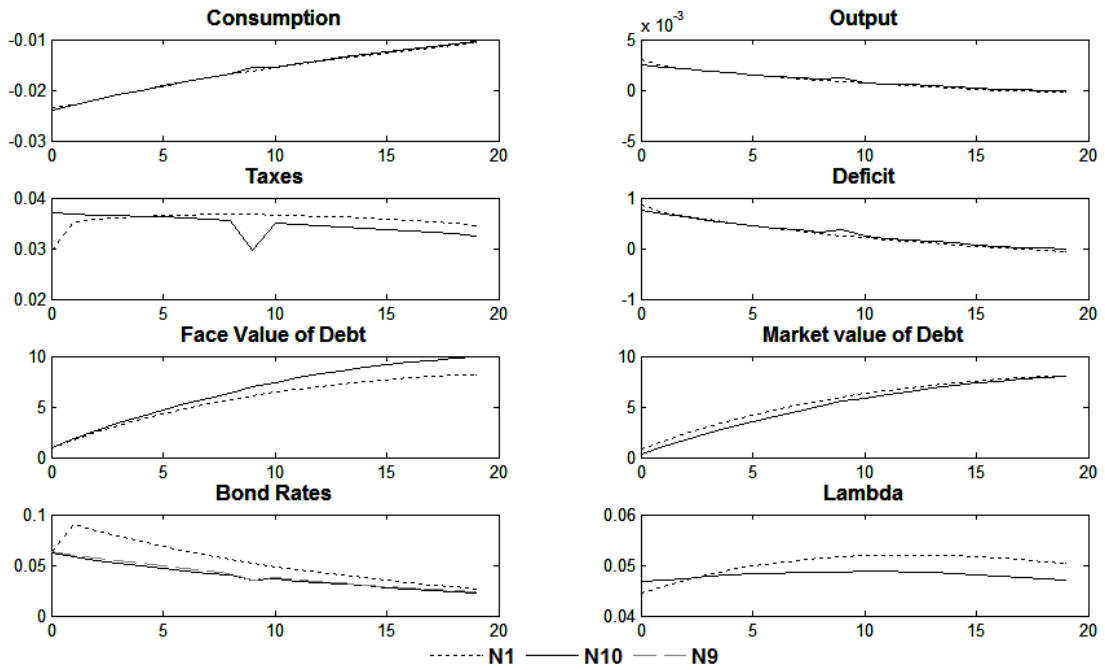 Consumption
-0.01
-0.02
-0.03
0 5 10 15 20
Output
x 10^-3
5
0
-5
0 5 10 15 20
Taxes
0.04
0.03
0.02
0 5 10 15 20
Deficit
1
0
-1
0 5 10 15 20
Face Value of Debt
10
5
0
0 5 10 15 20
Market value of Debt
10
5
0
0 5 10 15 20
Bond Rates
0.1
0.05
0
0 5 10 15 20
Lambda
0.06
0.05
0.04
0 5 10 15 20
N1 N10 N9